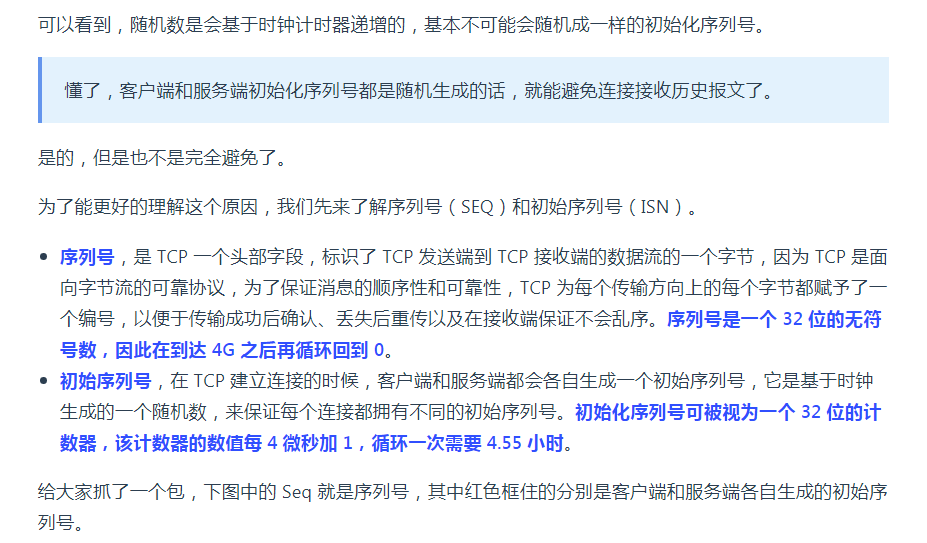 可以看到，随机数是会基于时钟计时器递增的，基本不可能会随机成一样的初始化序列号。
懂了，客户端和服务端初始化序列号都是随机生成的话，就能避免连接接收历史报文了。
是的，但是也不是完全避免了。
为了能更好的理解这个原因，我们先来了解序列号（SEQ）和初始序列号（ISN）。
序列号，是 TCP 一个头部字段，标识了 TCP 发送端到 TCP 接收端的数据流的一个字节，因为 TCP 是面
向字节流的可靠协议，为了保证消息的顺序性和可靠性，TCP 为每个传输方向上的每个字节都赋予了一
个编号，以便于传输成功后确认、丢失后重传以及在接收端保证不会乱序。序列号是一个 32 位的无符
号数，因此在到达 4G 之后再循环回到 0。
初始序列号，在 TCP 建立连接的时候，客户端和服务端都会各自生成一个初始序列号，它是基于时钟
生成的一个随机数，来保证每个连接都拥有不同的初始序列号。初始化序列号可被视为一个 32 位的计
数器，该计数器的数值每 4 微秒加 1，循环一次需要 4.55 小时。
给大家抓了一个包，下图中的 Seq 就是序列号，其中红色框住的分别是客户端和服务端各自生成的初始序
列号。